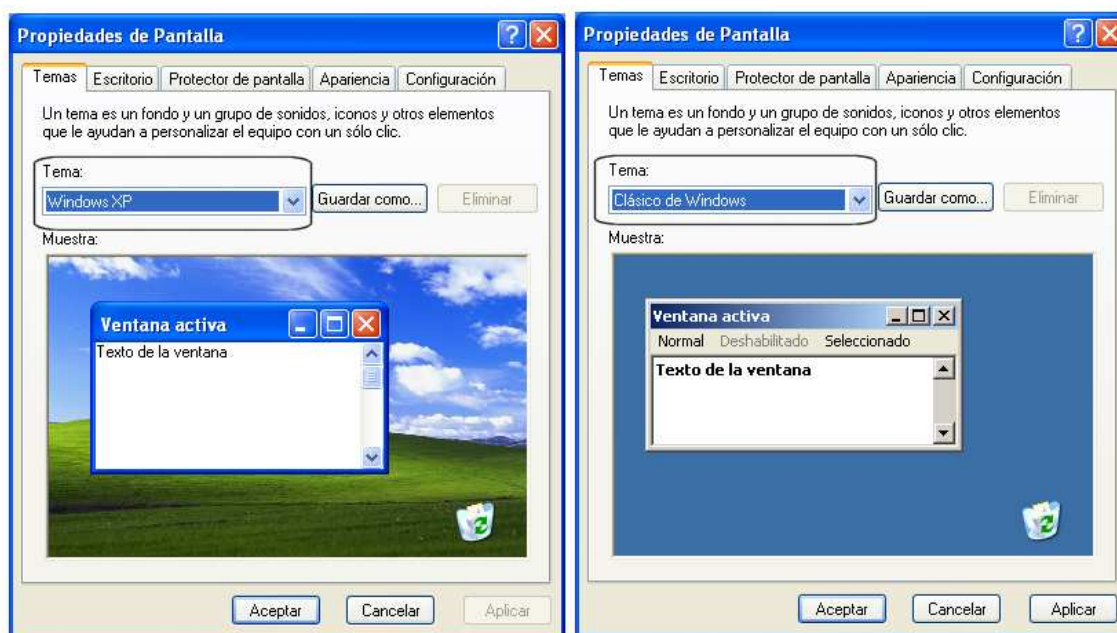 Propiedades de Pantalla
Temas Escritorio Protector de pantalla Apariencia Configuración
Un tema es un fondo y un grupo de sonidos, iconos y otros elementos
que le ayudan a personalizar el equipo con un sólo clic.
Tema:
Windows XP Guardar como... Eliminar
Muestra:
Ventana activa
Texto de la ventana
Aceptar Cancelar Aplicar
Propiedades de Pantalla
Temas Escritorio Protector de pantalla Apariencia Configuración
Un tema es un fondo y un grupo de sonidos, iconos y otros elementos
que le ayudan a personalizar el equipo con un sólo clic.
Tema:
Clásico de Windows Guardar como... Eliminar
Muestra:
Ventana activa
Normal Deshabilitado Seleccionado
Texto de la ventana
Aceptar Cancelar Aplicar